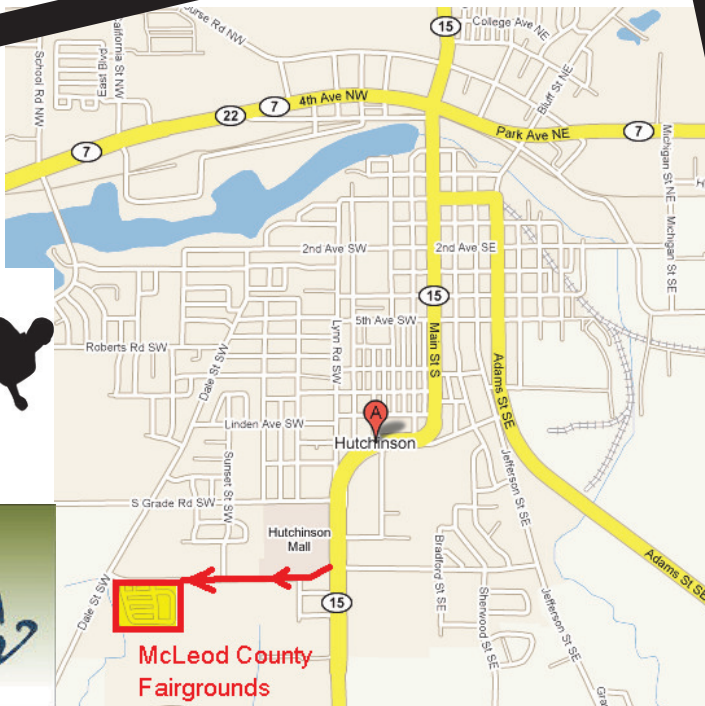 15
College Ave NE
School Rd NW
East Blvd
California St NW
Bluff St NE
22
7
4th Ave NW
Park Ave NE
7
7
Michigan St NE
Michigan St SE
2nd Ave SW
2nd Ave SE
15
Lynn Rd SW
5th Ave SW
Main St S
Roberts Rd SW
Dale St SW
Adams St SE
A
Linden Ave SW
Hutchinson
Sunset St SW
Jefferson St SE
S Grade Rd SW
Hutchinson
Mall
Bradford St SE
Adams St SE
Dale St SW
15
Sherwood St SE
Jefferson St SE
McLeod County
Fairgrounds